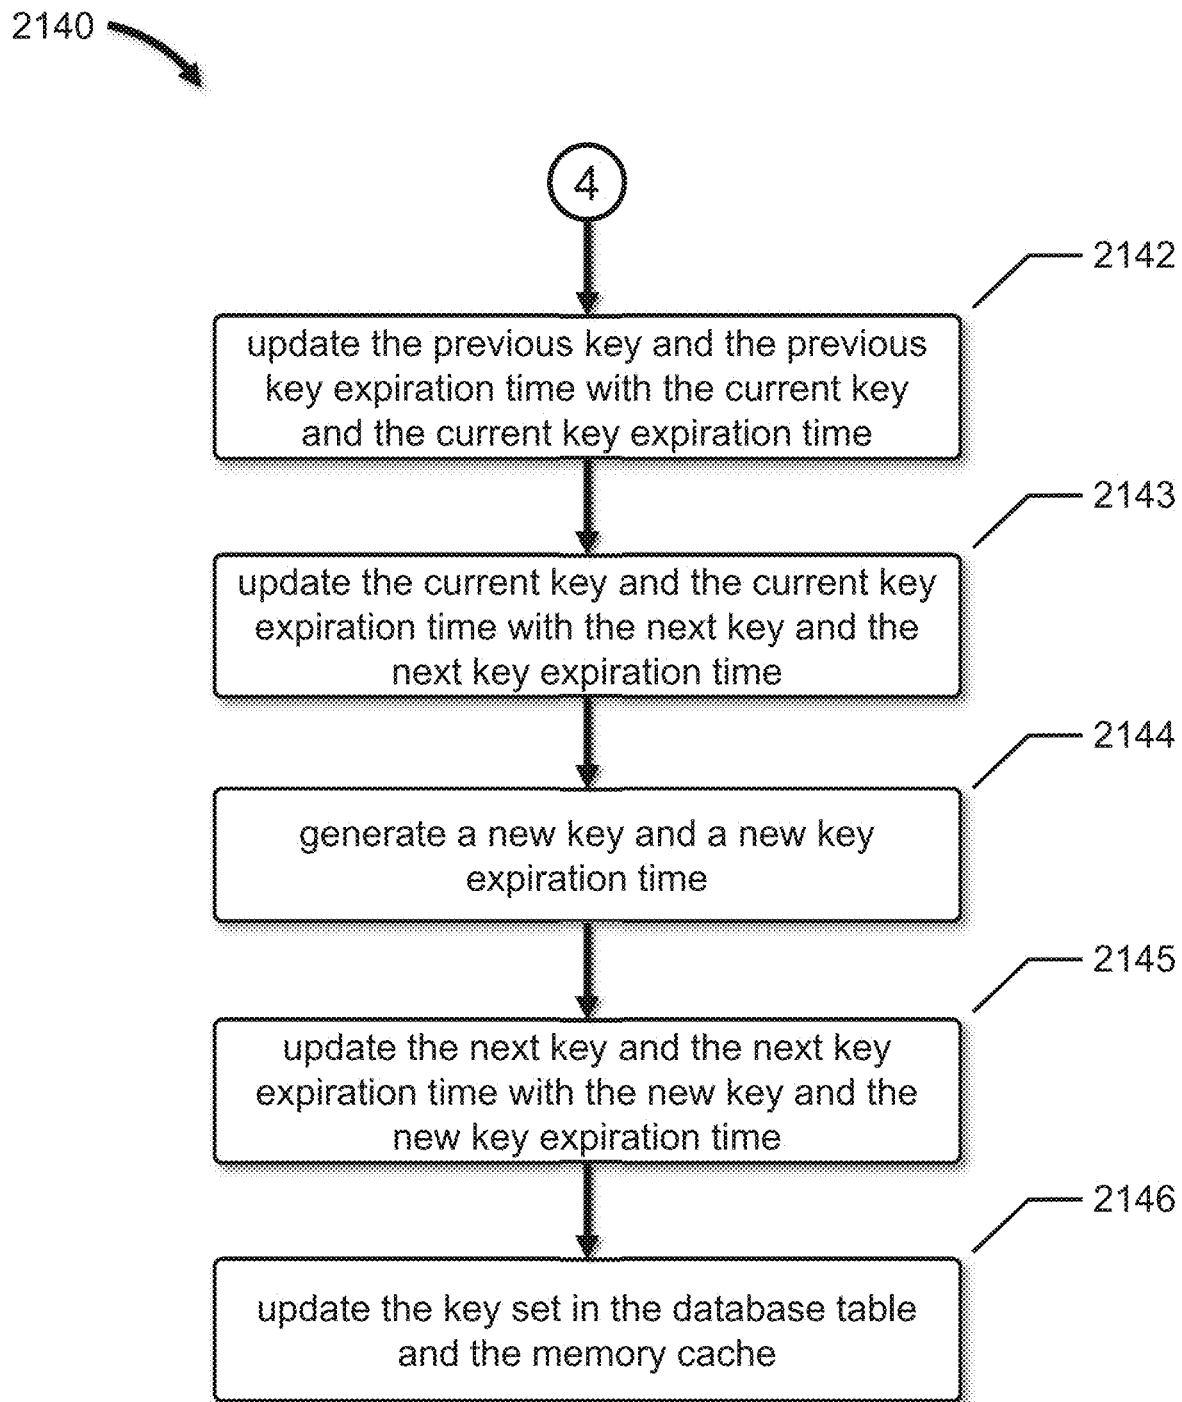 2140
4
2142
update the previous key and the previous
key expiration time with the current key
and the current key expiration time
2143
update the current key and the current key
expiration time with the next key and the
next key expiration time
2144
generate a new key and a new key
expiration time
2145
update the next key and the next key
expiration time with the new key and the
new key expiration time
2146
update the key set in the database table
and the memory cache